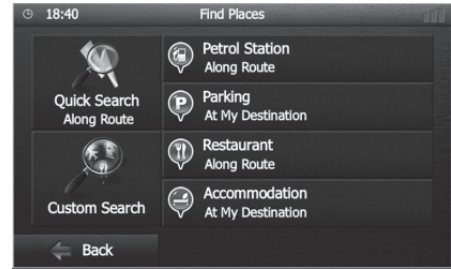 18:40
Find Places
Quick Search
Along Route
Custom Search
Petrol Station
Along Route
P
Parking
At My Destination
Restaurant
Along Route
Accommodation
At My Destination
Back